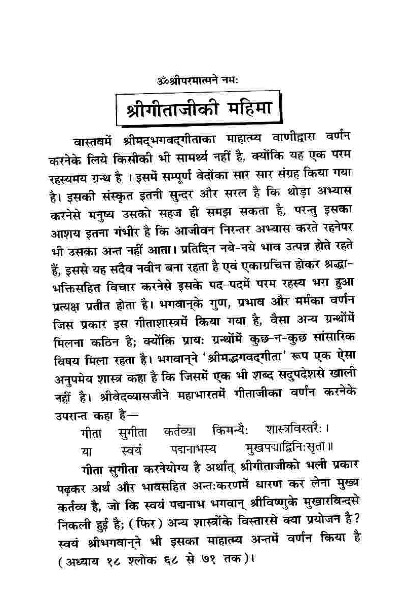 ॐश्रीपरमात्मने नमः
श्रीगीताजीकी महिमा
वास्तवमें श्रीमद्भगवद्गीताका माहात्म्य वाणीद्वारा वर्णन
करनेके लिये किसीकी भी सामर्थ्य नहीं है, क्योंकि यह एक परम
रहस्यमय ग्रन्थ है । इसमें सम्पूर्ण वेदोंका सार सार संग्रह किया गया
है। इसकी संस्कृत इतनी सुन्दर और सरल है कि थोड़ा अभ्यास
करनेसे मनुष्य उसको सहज ही समझ सकता है, परन्तु इसका
आशय इतना गंभीर है कि आजीवन निरन्तर अभ्यास करते रहनेपर
भी उसका अन्त नहीं आता। प्रतिदिन नये-नये भाव उत्पन्न होते रहते
हैं, इससे यह सदैव नवीन बना रहता है एवं एकाग्रचित्त होकर श्रद्धा-
भक्तिसहित विचार करनेसे इसके पद-पदमें परम रहस्य भरा हुआ
प्रत्यक्ष प्रतीत होता है। भगवान्‌के गुण, प्रभाव और मर्मका वर्णन
जिस प्रकार इस गीताशास्त्रमें किया गया है, वैसा अन्य ग्रन्थोंमें
मिलना कठिन है; क्योंकि प्रायः ग्रन्थोंमें कुछ-न-कुछ सांसारिक
विषय मिला रहता है। भगवान्‌ने 'श्रीमद्भगवद्गीता' रूप एक ऐसा
अनुपमेय शास्त्र कहा है कि जिसमें एक भी शब्द सदुपदेशसे खाली
नहीं है। श्रीवेदव्यासजीने महाभारतमें गीताजीका वर्णन करनेके
उपरान्त कहा है—
गीता सुगीता कर्तव्या किमन्यैः शास्त्रविस्तरैः।
या स्वयं पद्मनाभस्य मुखपद्माद्विनिःसृता॥
गीता सुगीता करनेयोग्य है अर्थात् श्रीगीताजीको भली प्रकार
पढ़कर अर्थ और भावसहित अन्तःकरणमें धारण कर लेना मुख्य
कर्तव्य है, जो कि स्वयं पद्मनाभ भगवान् श्रीविष्णुके मुखारविन्दसे
निकली हुई है; (फिर) अन्य शास्त्रोंके विस्तारसे क्या प्रयोजन है?
स्वयं श्रीभगवान्‌ने भी इसका माहात्म्य अन्तमें वर्णन किया है
(अध्याय १८ श्लोक ६८ से ७१ तक)।